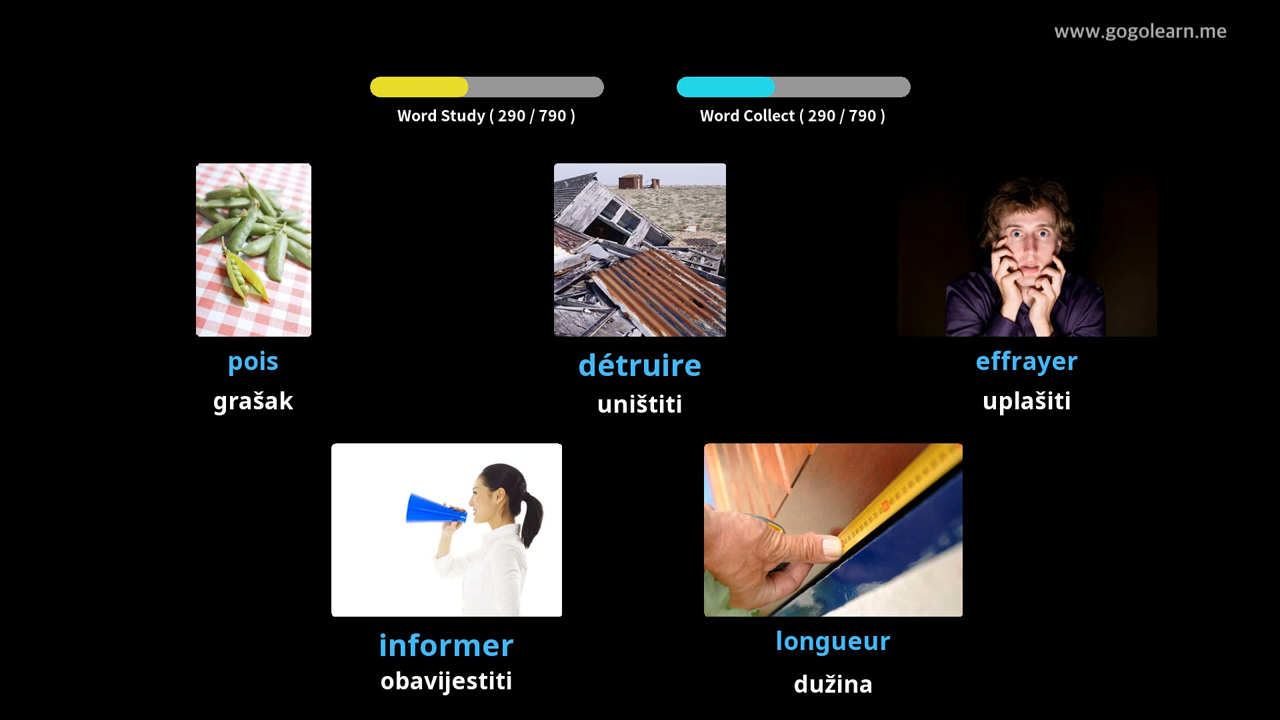 www.gogolearn.me
Word Study ( 290 / 790 )
Word Collect ( 290 / 790 )
pois
grašak
détruire
uništiti
effrayer
uplašiti
informer
obavijestiti
longueur
dužina